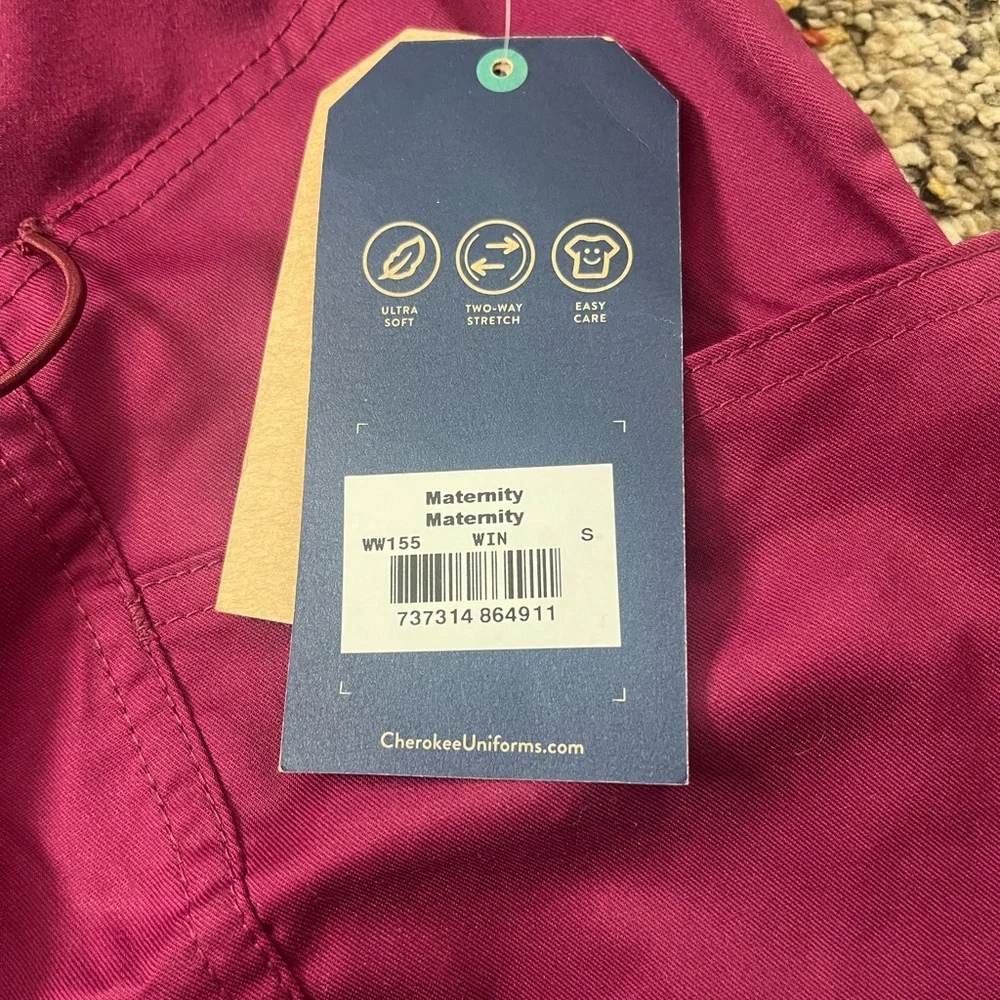 ULTRA
SOFT
TWO-WAY
STRETCH
EASY
CARE
Maternity
Maternity
WW155 WIN S
737314 864911
CherokeeUniforms.com